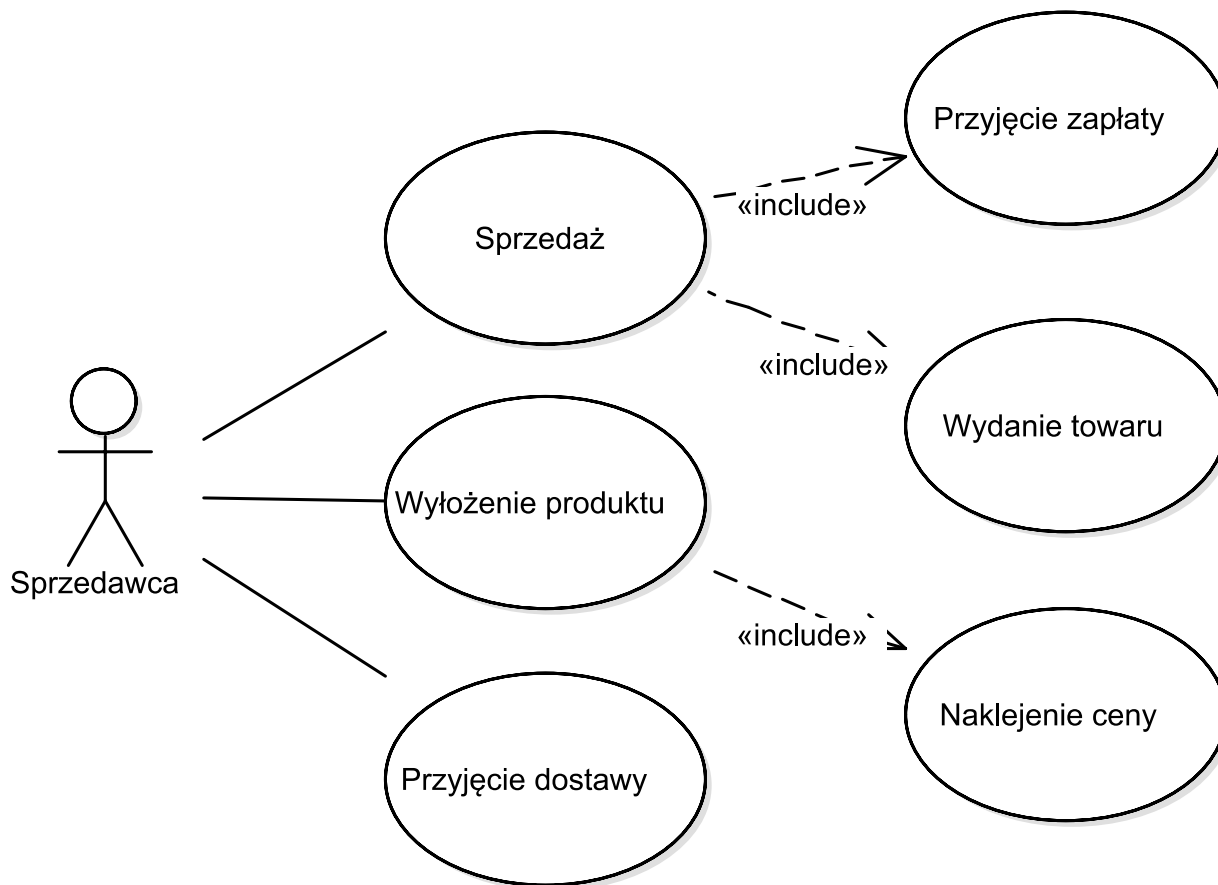 Przyjęcie zapłaty
«include»
Sprzedaż
«include»
Wydanie towaru
Wyłożenie produktu
Sprzedawca
«include»
Naklejenie ceny
Przyjęcie dostawy